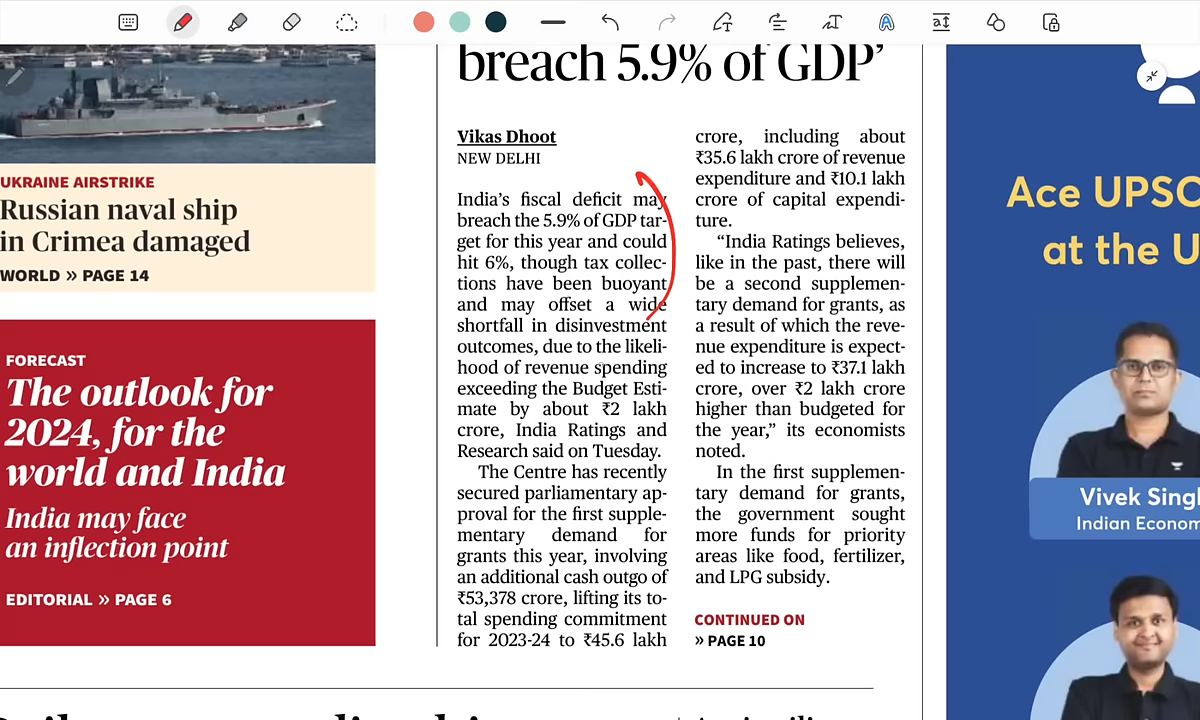 UKRAINE AIRSTRIKE
Russian naval ship
in Crimea damaged
WORLD » PAGE 14
FORECAST
The outlook for
2024, for the
world and India
India may face
an inflection point
EDITORIAL » PAGE 6
breach 5.9% of GDP’
Vikas Dhoot
NEW DELHI
India’s fiscal deficit may
breach the 5.9% of GDP tar-
get for this year and could
hit 6%, though tax collec-
tions have been buoyant
and may offset a wide
shortfall in disinvestment
outcomes, due to the likeli-
hood of revenue spending
exceeding the Budget Esti-
mate by about ₹2 lakh
crore, India Ratings and
Research said on Tuesday.
The Centre has recently
secured parliamentary ap-
proval for the first supple-
mentary demand for
grants this year, involving
an additional cash outgo of
₹53,378 crore, lifting its to-
tal spending commitment
for 2023-24 to ₹45.6 lakh
crore, including about
₹35.6 lakh crore of revenue
expenditure and ₹10.1 lakh
crore of capital expendi-
ture.
“India Ratings believes,
like in the past, there will
be a second supplemen-
tary demand for grants, as
a result of which the reve-
nue expenditure is expect-
ed to increase to ₹37.1 lakh
crore, over ₹2 lakh crore
higher than budgeted for
the year,” its economists
noted.
In the first supplemen-
tary demand for grants,
the government sought
more funds for priority
areas like food, fertilizer,
and LPG subsidy.
CONTINUED ON
» PAGE 10
Ace UPSC
at the U
Vivek Singh
Indian Econom